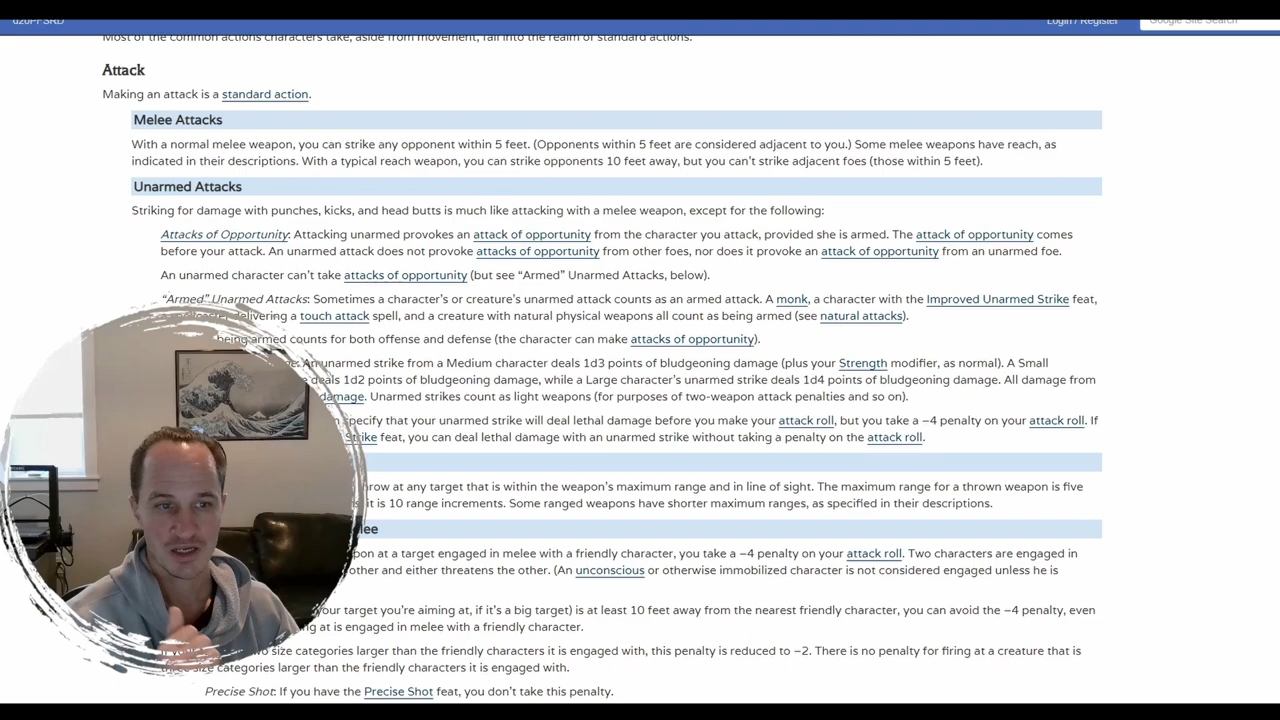 d20PFSRD
Login / Register
Google Site Search
Most of the common actions characters take, aside from movement, fall into the realm of standard actions.
Attack
Making an attack is a standard action.
Melee Attacks
With a normal melee weapon, you can strike any opponent within 5 feet. (Opponents within 5 feet are considered adjacent to you.) Some melee weapons have reach, as
indicated in their descriptions. With a typical reach weapon, you can strike opponents 10 feet away, but you can’t strike adjacent foes (those within 5 feet).
Unarmed Attacks
Striking for damage with punches, kicks, and head butts is much like attacking with a melee weapon, except for the following:
Attacks of Opportunity: Attacking unarmed provokes an attack of opportunity from the character you attack, provided she is armed. The attack of opportunity comes
before your attack. An unarmed attack does not provoke attacks of opportunity from other foes, nor does it provoke an attack of opportunity from an unarmed foe.
An unarmed character can’t take attacks of opportunity (but see “Armed” Unarmed Attacks, below).
“Armed” Unarmed Attacks: Sometimes a character’s or creature’s unarmed attack counts as an armed attack. A monk, a character with the Improved Unarmed Strike feat,
delivering a touch attack spell, and a creature with natural physical weapons all count as being armed (see natural attacks).
being armed counts for both offense and defense (the character can make attacks of opportunity).
unarmed strike from a Medium character deals 1d3 points of bludgeoning damage (plus your Strength modifier, as normal). A Small
deals 1d2 points of bludgeoning damage, while a Large character’s unarmed strike deals 1d4 points of bludgeoning damage. All damage from
damage. Unarmed strikes count as light weapons (for purposes of two-weapon attack penalties and so on).
specify that your unarmed strike will deal lethal damage before you make your attack roll, but you take a −4 penalty on your attack roll. If
Strike feat, you can deal lethal damage with an unarmed strike without taking a penalty on the attack roll.
at any target that is within the weapon’s maximum range and in line of sight. The maximum range for a thrown weapon is five
it is 10 range increments. Some ranged weapons have shorter maximum ranges, as specified in their descriptions.
at a target engaged in melee with a friendly character, you take a −4 penalty on your attack roll. Two characters are engaged in
other and either threatens the other. (An unconscious or otherwise immobilized character is not considered engaged unless he is
your target you’re aiming at, if it’s a big target) is at least 10 feet away from the nearest friendly character, you can avoid the −4 penalty, even
at is engaged in melee with a friendly character.
size categories larger than the friendly characters it is engaged with, this penalty is reduced to −2. There is no penalty for firing at a creature that is
three size categories larger than the friendly characters it is engaged with.
Precise Shot: If you have the Precise Shot feat, you don’t take this penalty.